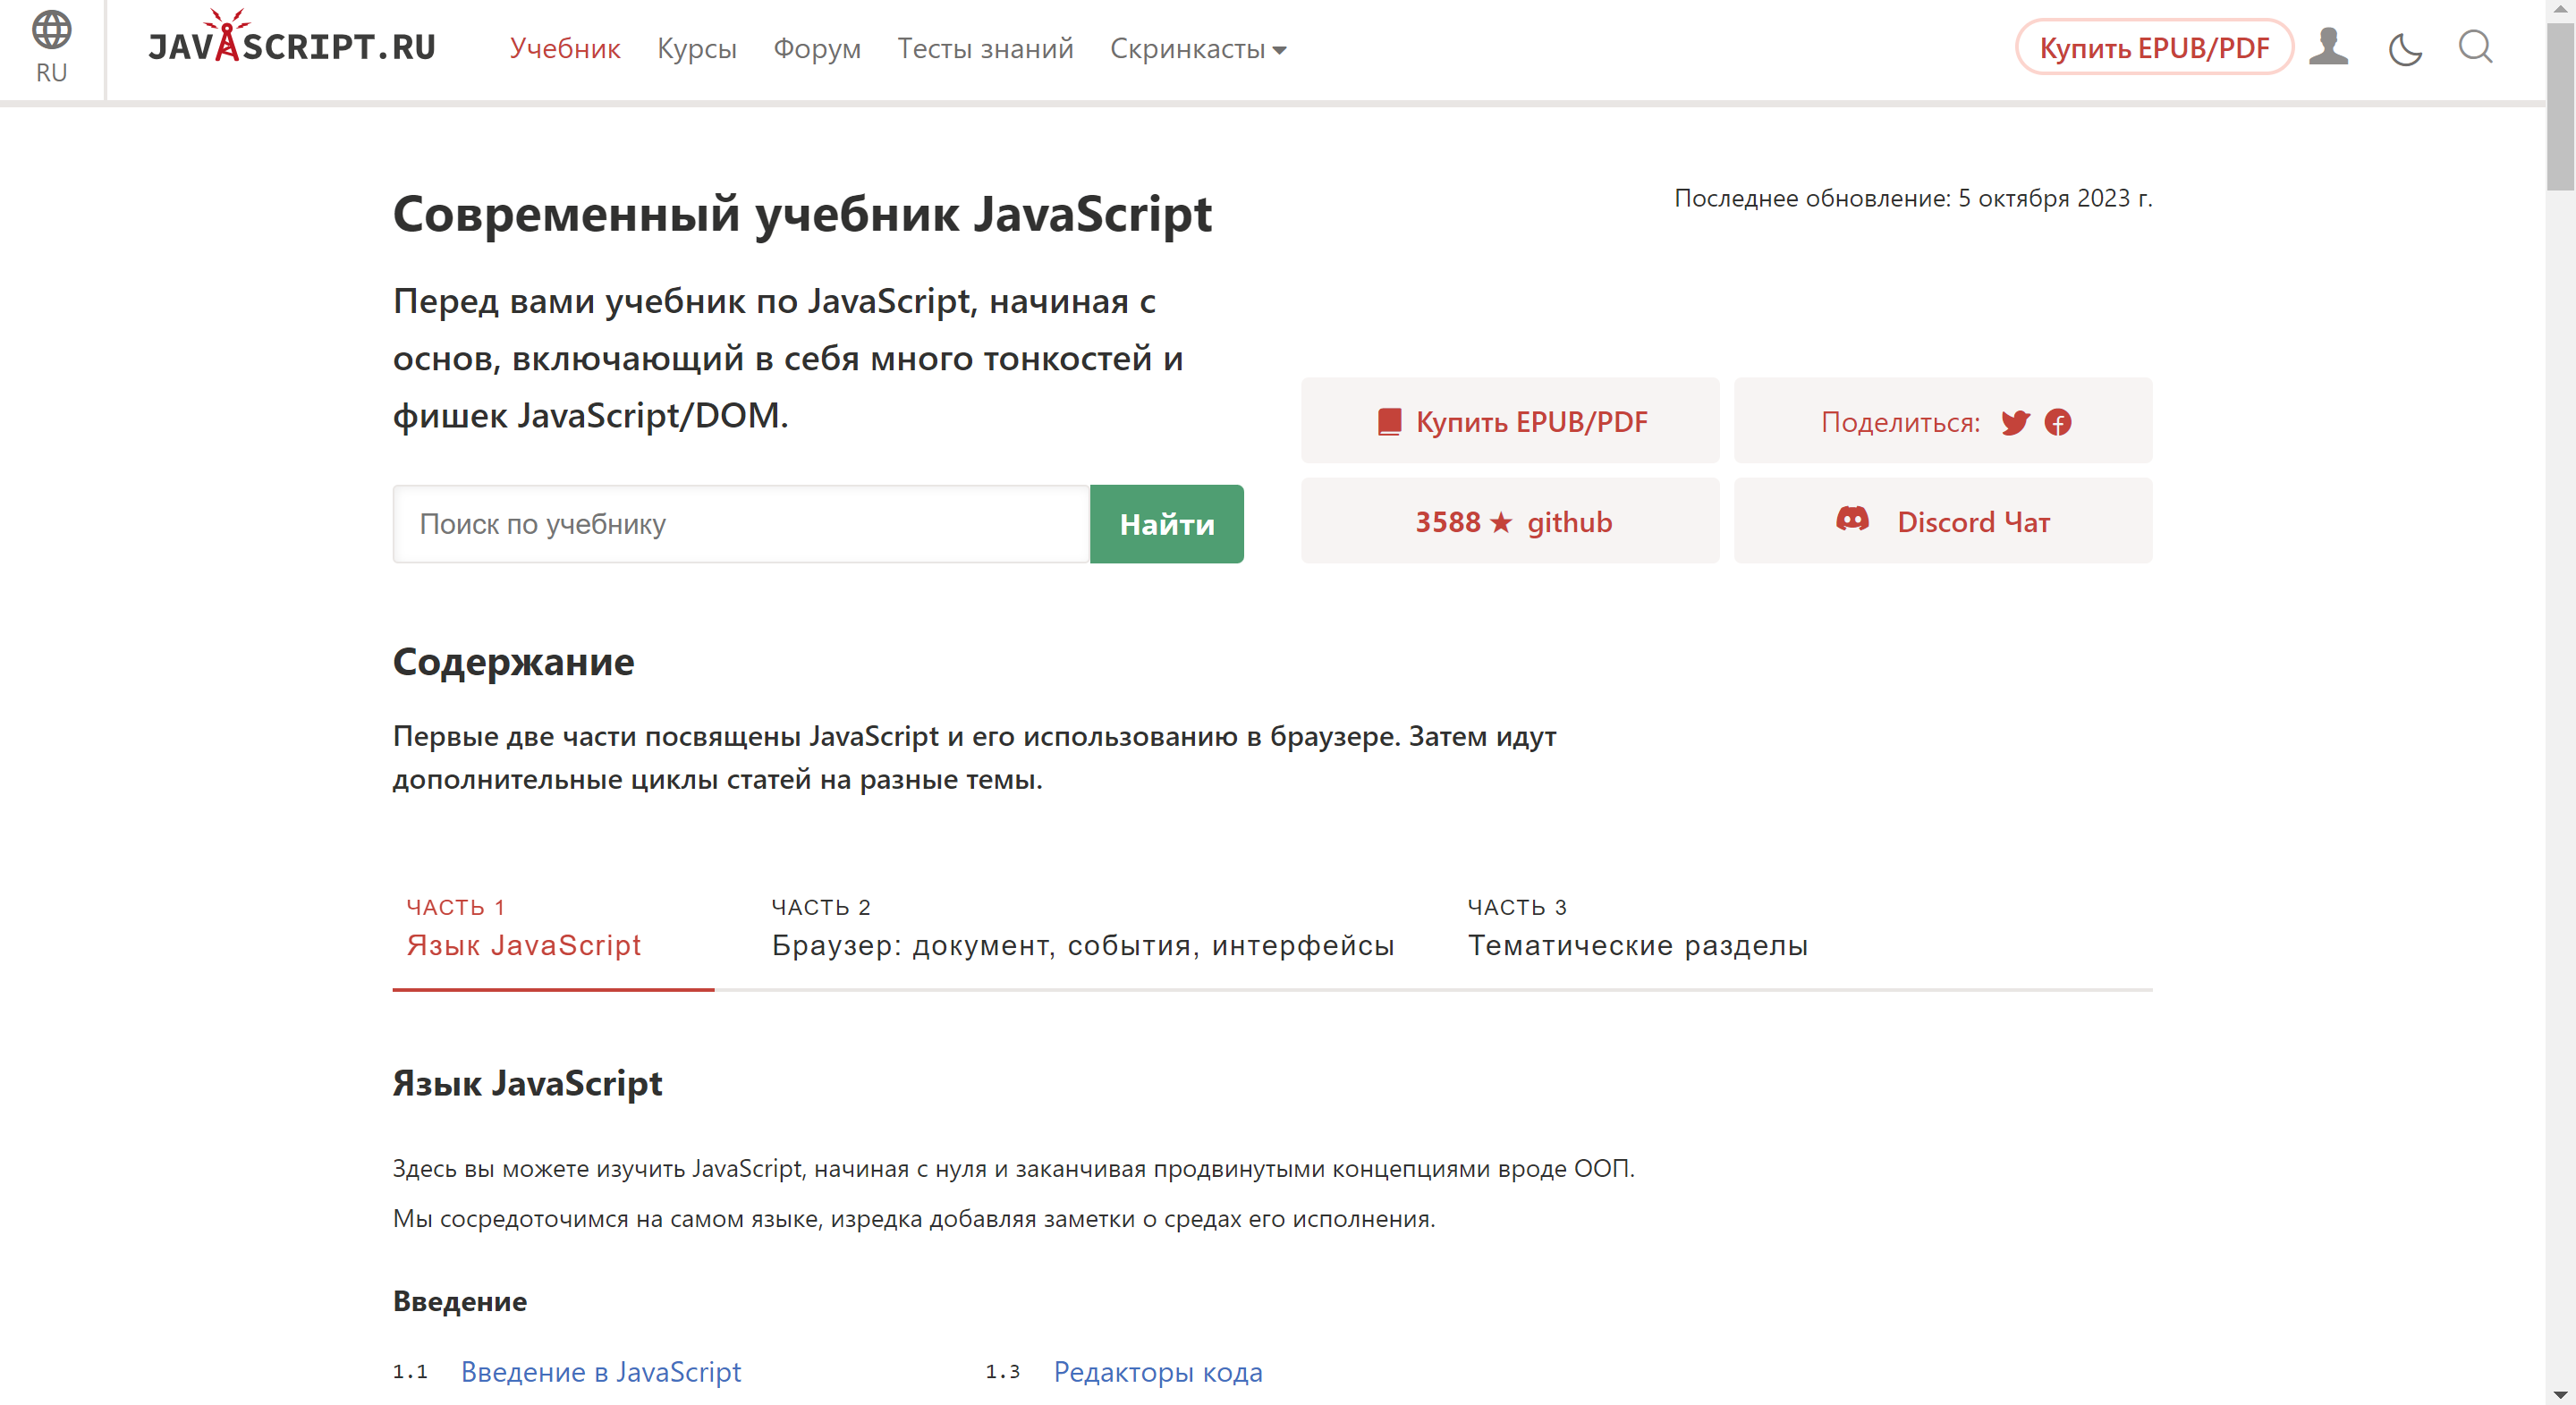 RU
JAVASCRIPT.RU
Учебник
Курсы
Форум
Тесты знаний
Скринкасты
Купить EPUB/PDF
Современный учебник JavaScript
Последнее обновление: 5 октября 2023 г.
Перед вами учебник по JavaScript, начиная с
основ, включающий в себя много тонкостей и
фишек JavaScript/DOM.
Поиск по учебнику
Найти
Купить EPUB/PDF
Поделиться:
3588 ★ github
Discord Чат
Содержание
Первые две части посвящены JavaScript и его использованию в браузере. Затем идут
дополнительные циклы статей на разные темы.
ЧАСТЬ 1
Язык JavaScript
ЧАСТЬ 2
Браузер: документ, события, интерфейсы
ЧАСТЬ 3
Тематические разделы
Язык JavaScript
Здесь вы можете изучить JavaScript, начиная с нуля и заканчивая продвинутыми концепциями вроде ООП.
Мы сосредоточимся на самом языке, изредка добавляя заметки о средах его исполнения.
Введение
1.1 Введение в JavaScript
1.3 Редакторы кода